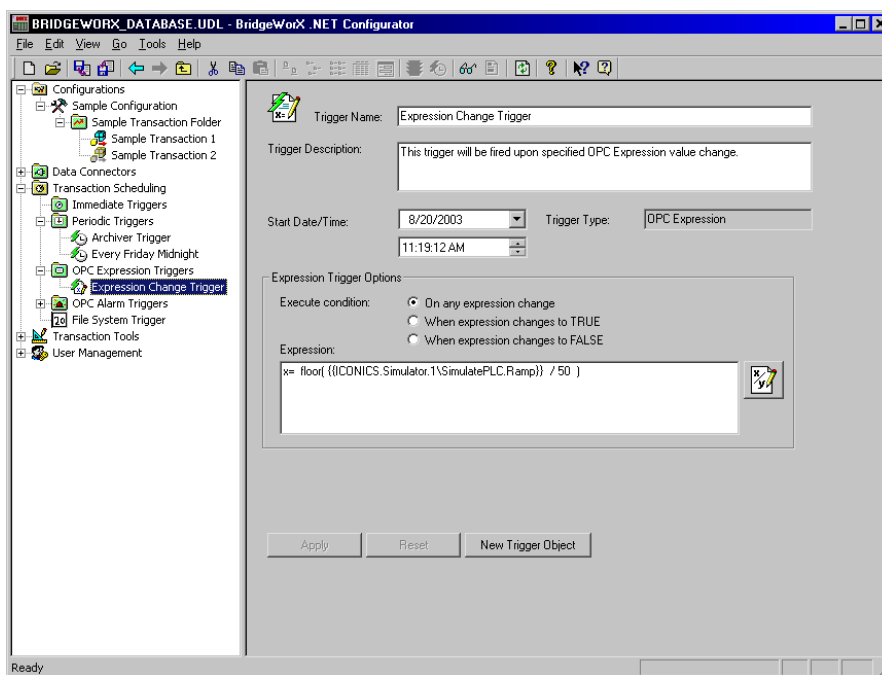 BRIDGEWORX_DATABASE.UDL - BridgeWorX .NET Configurator
File Edit View Go Tools Help
Configurations
Sample Configuration
Sample Transaction Folder
Sample Transaction 1
Sample Transaction 2
Data Connectors
Transaction Scheduling
Immediate Triggers
Periodic Triggers
Archiver Trigger
Every Friday Midnight
OPC Expression Triggers
Expression Change Trigger
OPC Alarm Triggers
File System Trigger
Transaction Tools
User Management
Trigger Name: Expression Change Trigger
Trigger Description: This trigger will be fired upon specified OPC Expression value change.
Start Date/Time: 8/20/2003 Trigger Type: OPC Expression
11:19:12 AM
Expression Trigger Options
Execute condition: On any expression change
When expression changes to TRUE
When expression changes to FALSE
Expression:
x= floor( {{ICONICS.Simulator.1\SimulatePLC.Ramp}} / 50 )
Apply Reset New Trigger Object
Ready